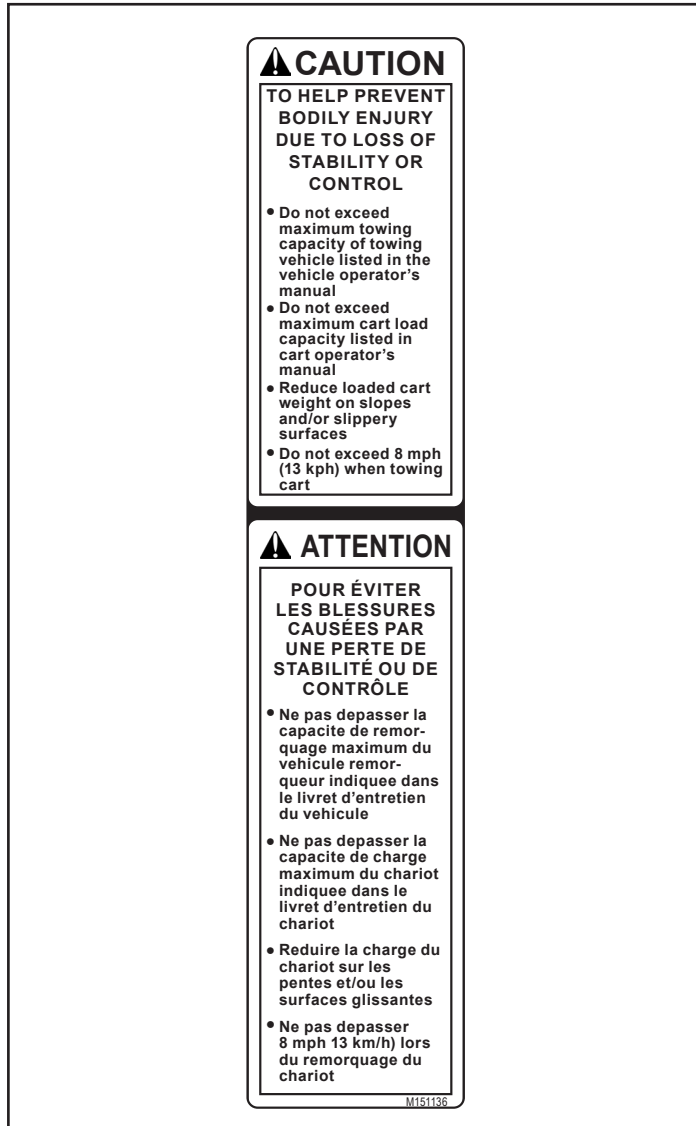 CAUTION
TO HELP PREVENT
BODILY ENJURY
DUE TO LOSS OF
STABILITY OR
CONTROL
• Do not exceed
maximum towing
capacity of towing
vehicle listed in the
vehicle operator’s
manual
• Do not exceed
maximum cart load
capacity listed in
cart operator’s
manual
• Reduce loaded cart
weight on slopes
and/or slippery
surfaces
• Do not exceed 8 mph
(13 kph) when towing
cart
ATTENTION
POUR ÉVITER
LES BLESSURES
CAUSÉES PAR
UNE PERTE DE
STABILITÉ OU DE
CONTRÔLE
• Ne pas depasser la
capacite de remor-
quage maximum du
vehicule remor-
queur indiquee dans
le livret d’entretien
du vehicule
• Ne pas depasser la
capacite de charge
maximum du chariot
indiquee dans le
livret d’entretien du
chariot
• Reduire la charge du
chariot sur les
pentes et/ou les
surfaces glissantes
• Ne pas depasser
8 mph 13 km/h) lors
du remorquage du
chariot
M151136